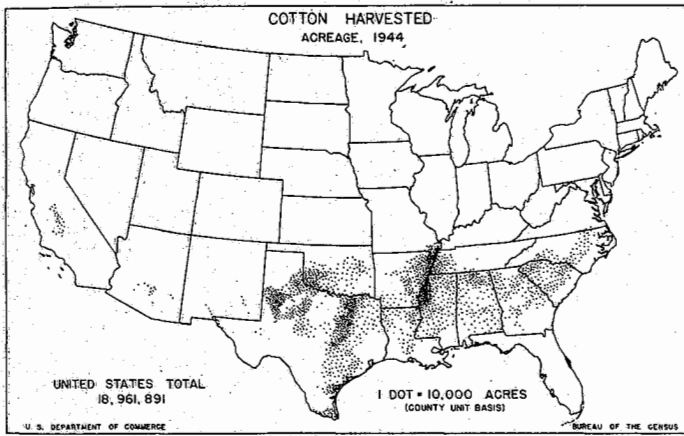 COTTON HARVESTED
ACREAGE, 1944
UNITED STATES TOTAL
18,961,891
1 DOT = 10,000 ACRES
(COUNTY UNIT BASIS)
U. S. DEPARTMENT OF COMMERCE
BUREAU OF THE CENSUS